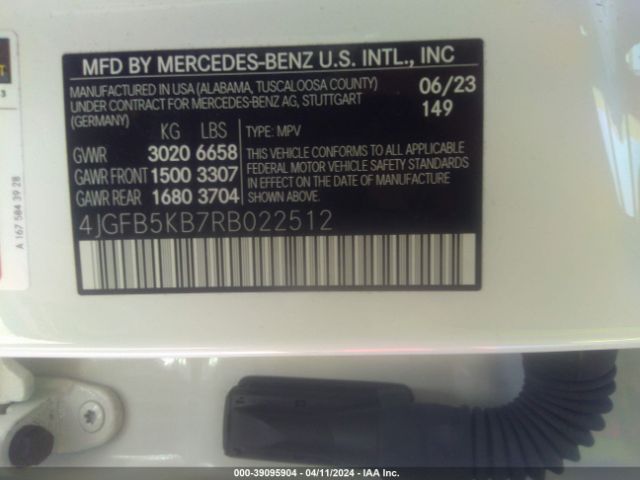 MFD BY MERCEDES-BENZ U.S. INTL., INC
MANUFACTURED IN USA (ALABAMA, TUSCALOOSA COUNTY)
UNDER CONTRACT FOR MERCEDES-BENZ AG, STUTTGART
(GERMANY)
06/23
149
KG LBS
GVWR 3020 6658
GAWR FRONT 1500 3307
GAWR REAR 1680 3704
TYPE: MPV
THIS VEHICLE CONFORMS TO ALL APPLICABLE
FEDERAL MOTOR VEHICLE SAFETY STANDARDS
IN EFFECT ON THE DATE OF MANUFACTURE
SHOWN ABOVE.
4JGFB5KB7RB022512
A 167 584 39 28
000-39095904 - 04/11/2024 - IAA Inc.